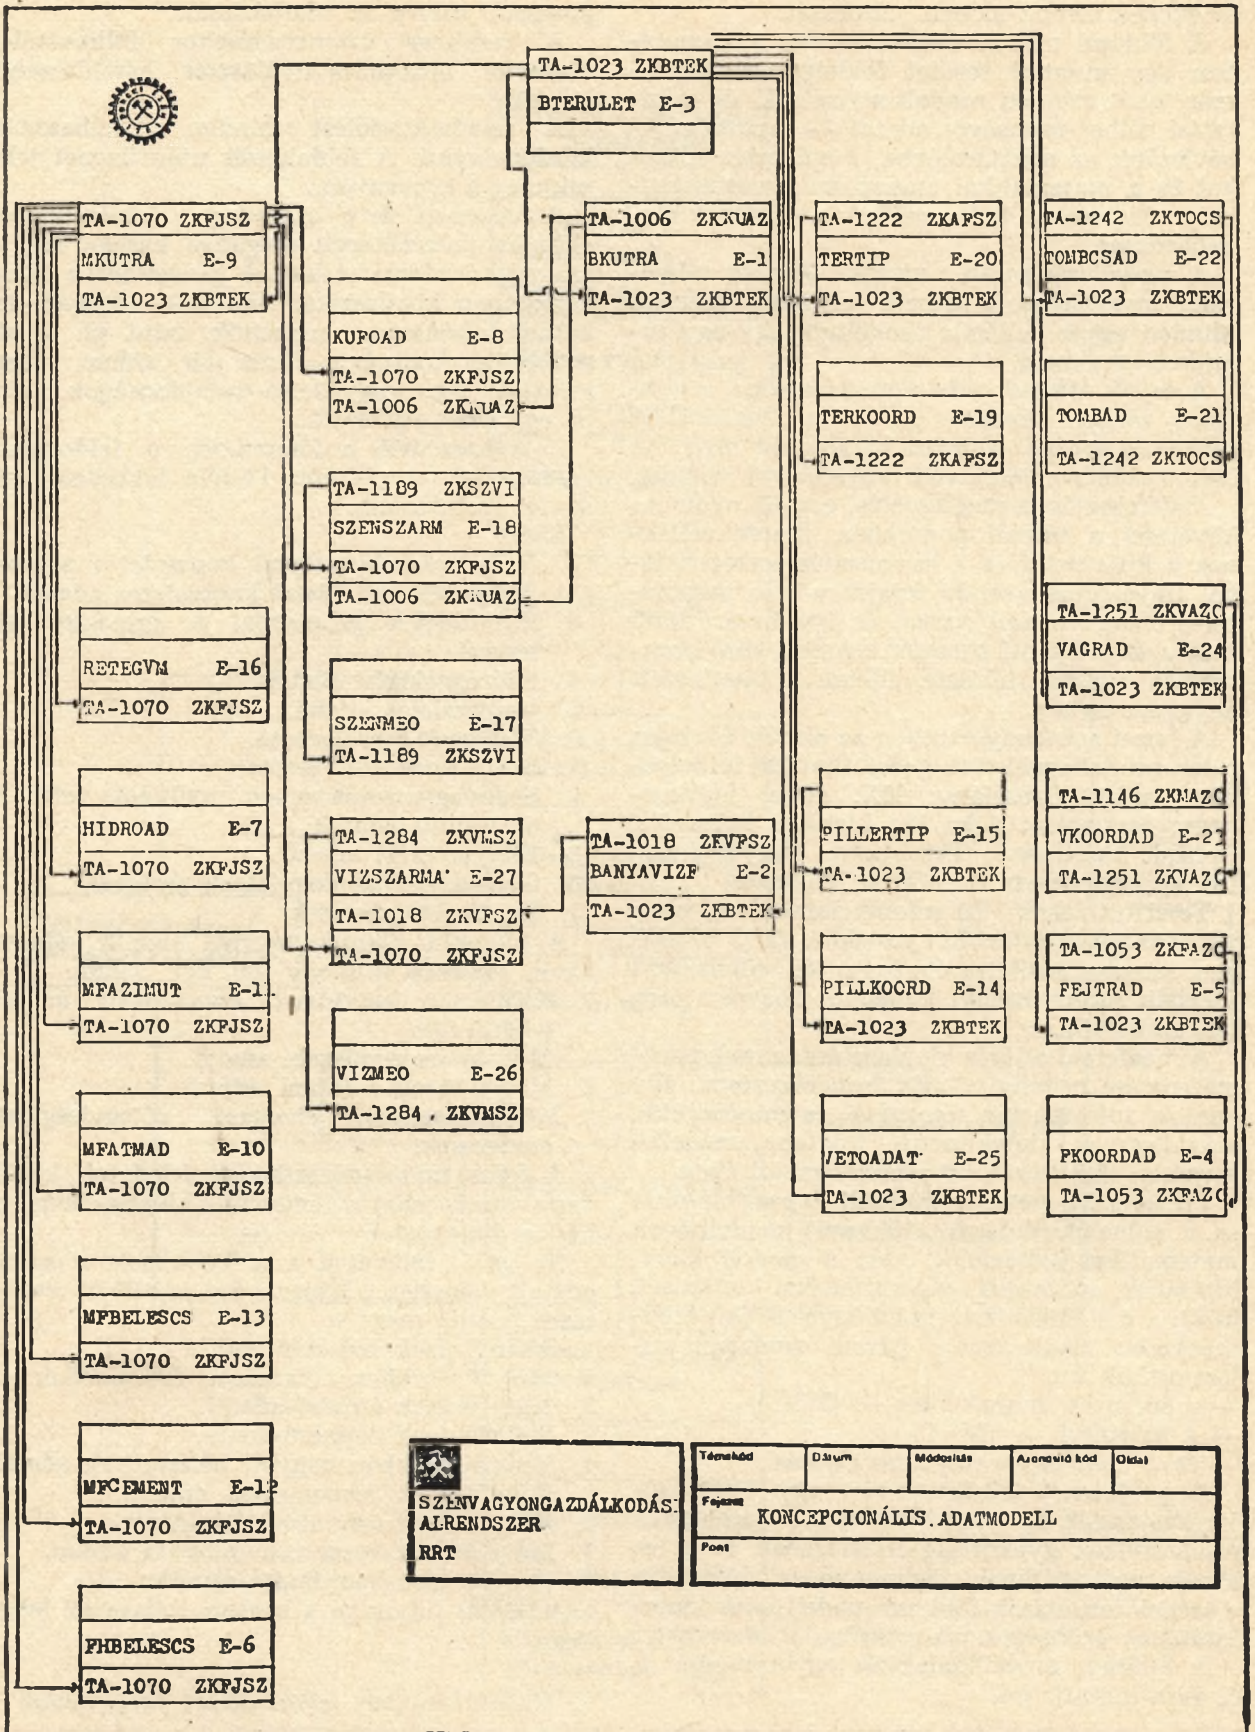 TA-1023 ZKBTEK
BTERULET E-3
TA-1070 ZKFJSZ
MKUTRA E-9
TA-1023 ZKBTEK
KUFOAD E-8
TA-1070 ZKFJSZ
TA-1006 ZKKUAZ
TA-1189 ZKSZVI
SZENSZARM E-18
TA-1070 ZKFJSZ
TA-1006 ZKKUAZ
RETEGVM E-16
TA-1070 ZKFJSZ
SZENMEO E-17
TA-1189 ZKSZVI
HIDROAD E-7
TA-1070 ZKFJSZ
TA-1284 ZKVMSZ
VIZSZARMA E-27
TA-1018 ZKVFSZ
TA-1070 ZKFJSZ
MFAZIMUT E-11
TA-1070 ZKFJSZ
VIZMEO E-26
TA-1284 ZKVMSZ
MFATMAD E-10
TA-1070 ZKFJSZ
MFBELESCS E-13
TA-1070 ZKFJSZ
MFCEMENT E-12
TA-1070 ZKFJSZ
FHBELESCS E-6
TA-1070 ZKFJSZ
TA-1006 ZKKUAZ
BKUTRA E-1
TA-1023 ZKBTEK
TA-1018 ZKVFSZ
BANYAVIZF E-2
TA-1023 ZKBTEK
TA-1222 ZKAFSZ
TERTIP E-20
TA-1023 ZKBTEK
TERKOORD E-19
TA-1222 ZKAFSZ
PILLERTIP E-15
TA-1023 ZKBTEK
PILLKOORD E-14
TA-1023 ZKBTEK
VETOADAT E-25
TA-1023 ZKBTEK
TA-1242 ZKTOCS
TOMBCSAD E-22
TA-1023 ZKBTEK
TOMBAD E-21
TA-1242 ZKTOCS
TA-1251 ZKVAZO
VAGRAD E-24
TA-1023 ZKBTEK
TA-1146 ZKMAZO
VKOORDAD E-23
TA-1251 ZKVAZO
TA-1053 ZKFAZO
FEJTRAD E-5
TA-1023 ZKBTEK
FKOORDAD E-4
TA-1053 ZKFAZO
SZENVAGYONGAZDÁLKODÁSI
ALRENDSZER
RRT
Témakód Dátum Módosítás Azonosító kód Oldal
Fejezet
KONCEPCIONÁLIS ADATMODELL
Pont